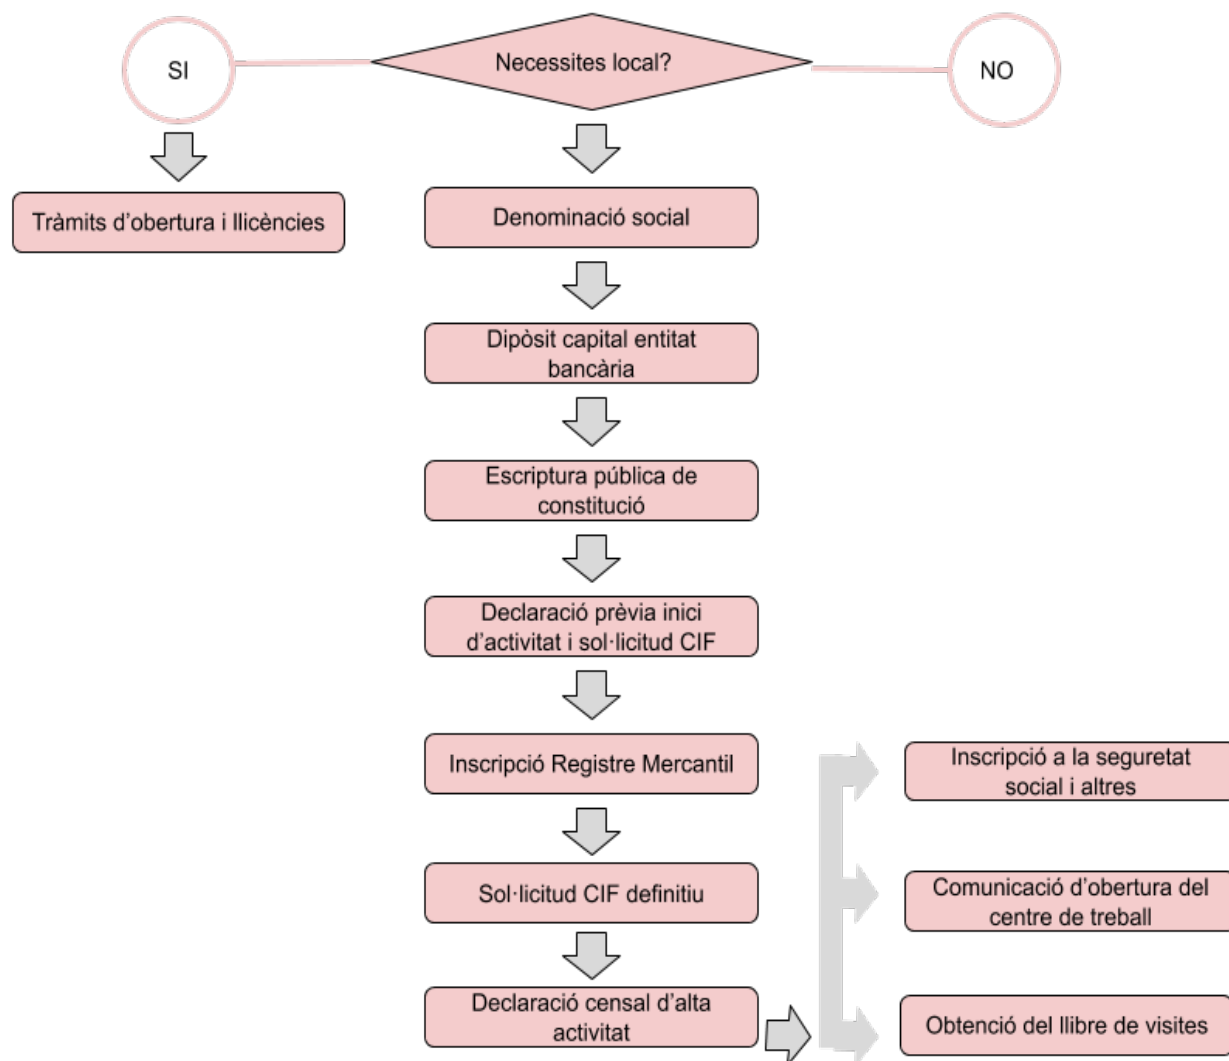 SI
Necessites local?
NO
Tràmits d'obertura i llicències
Denominació social
Dipòsit capital entitat
bancària
Escriptura pública de
constitució
Declaració prèvia inici
d'activitat i sol·licitud CIF
Inscripció Registre Mercantil
Inscripció a la seguretat
social i altres
Sol·licitud CIF definitiu
Comunicació d'obertura del
centre de treball
Declaració censal d'alta
activitat
Obtenció del llibre de visites